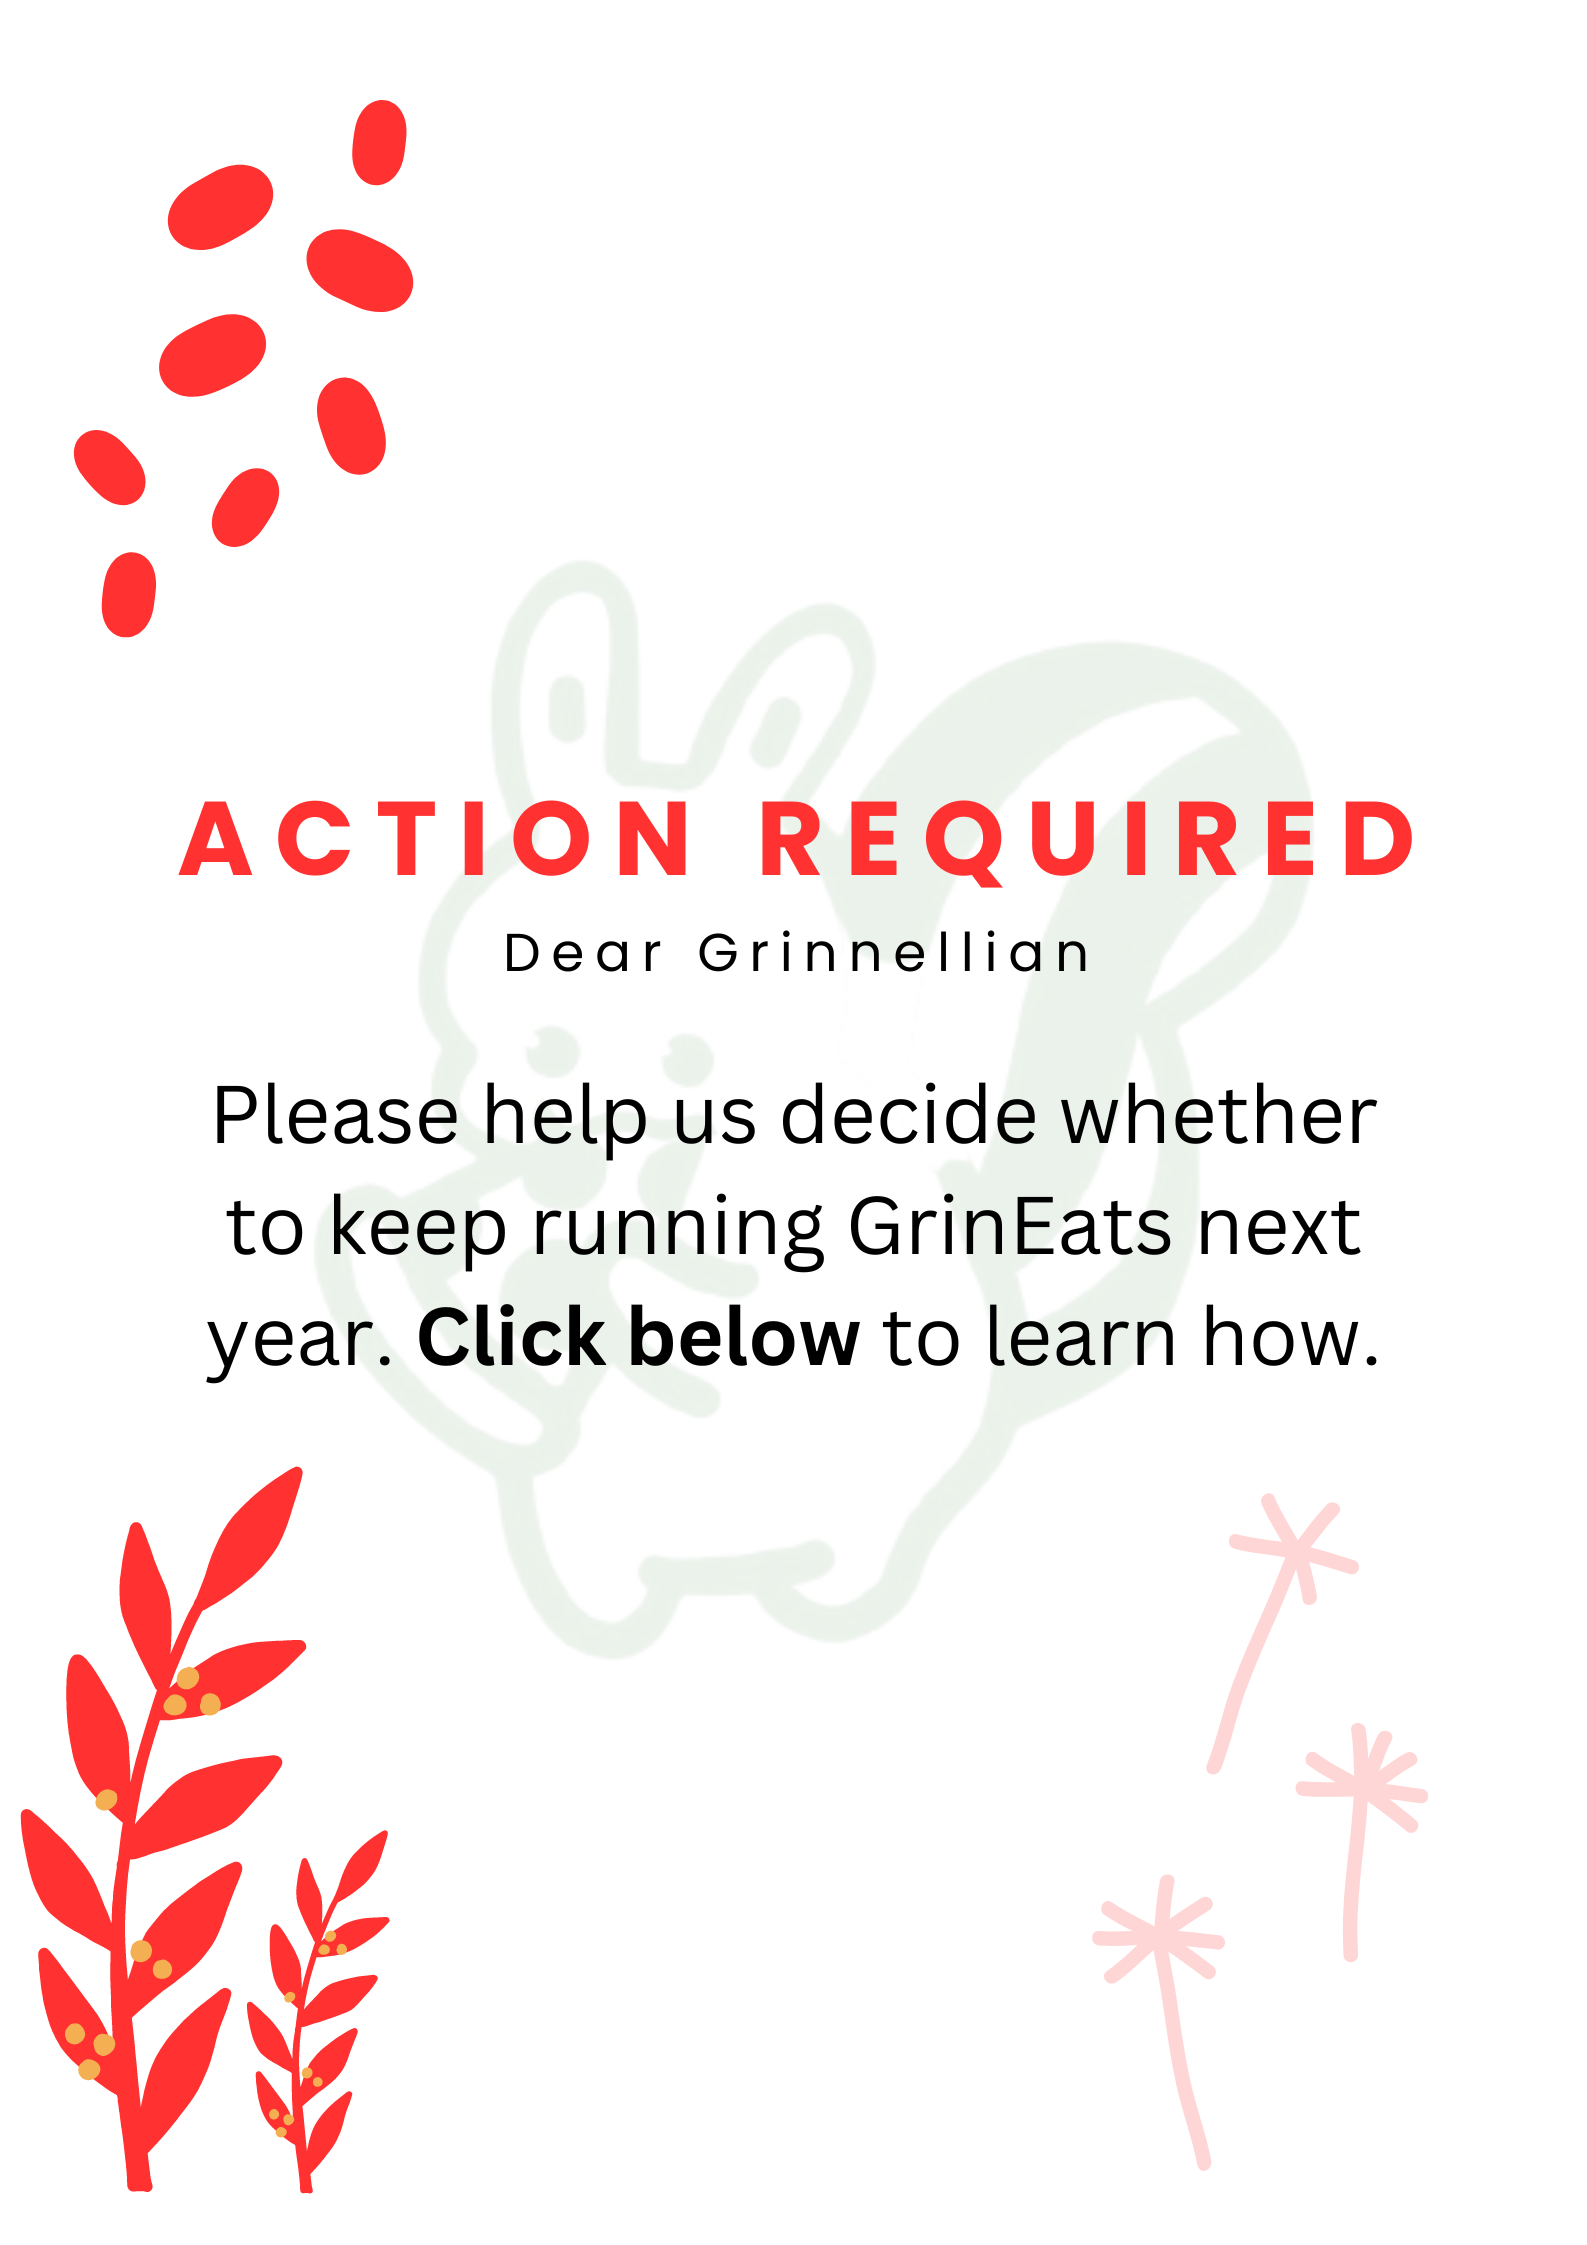 ACTION REQUIRED
Dear Grinnellian
Please help us decide whether
to keep running GrinEats next
year. Click below to learn how.